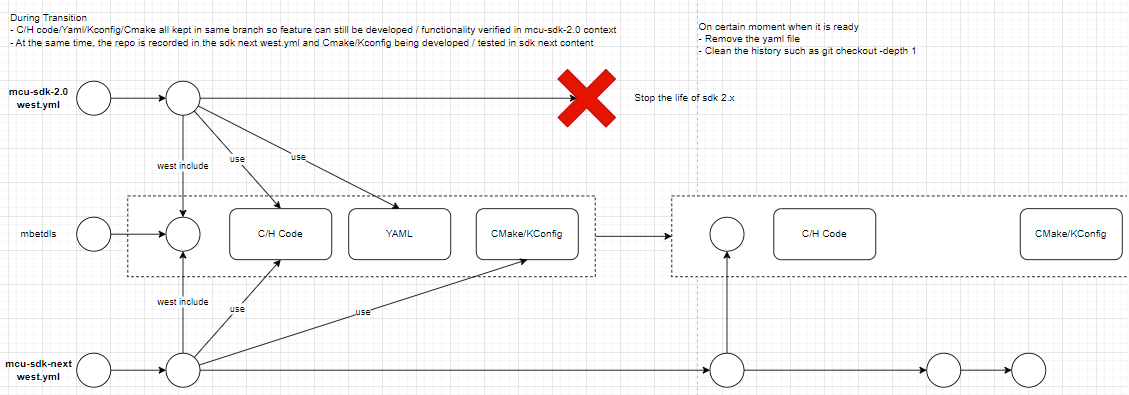 During Transition
- C/H code/Yaml/Kconfig/Cmake all kept in same branch so feature can still be developed / functionality verified in mcu-sdk-2.0 context
- At the same time, the repo is recorded in the sdk next west.yml and Cmake/Kconfig being developed / tested in sdk next content
On certain moment when it is ready
- Remove the yaml file
- Clean the history such as git checkout -depth 1
mcu-sdk-2.0
west.yml
Stop the life of sdk 2.x
west include
use
use
mbetdls
C/H Code
YAML
CMake/KConfig
C/H Code
CMake/KConfig
west include
use
use
mcu-sdk-next
west.yml